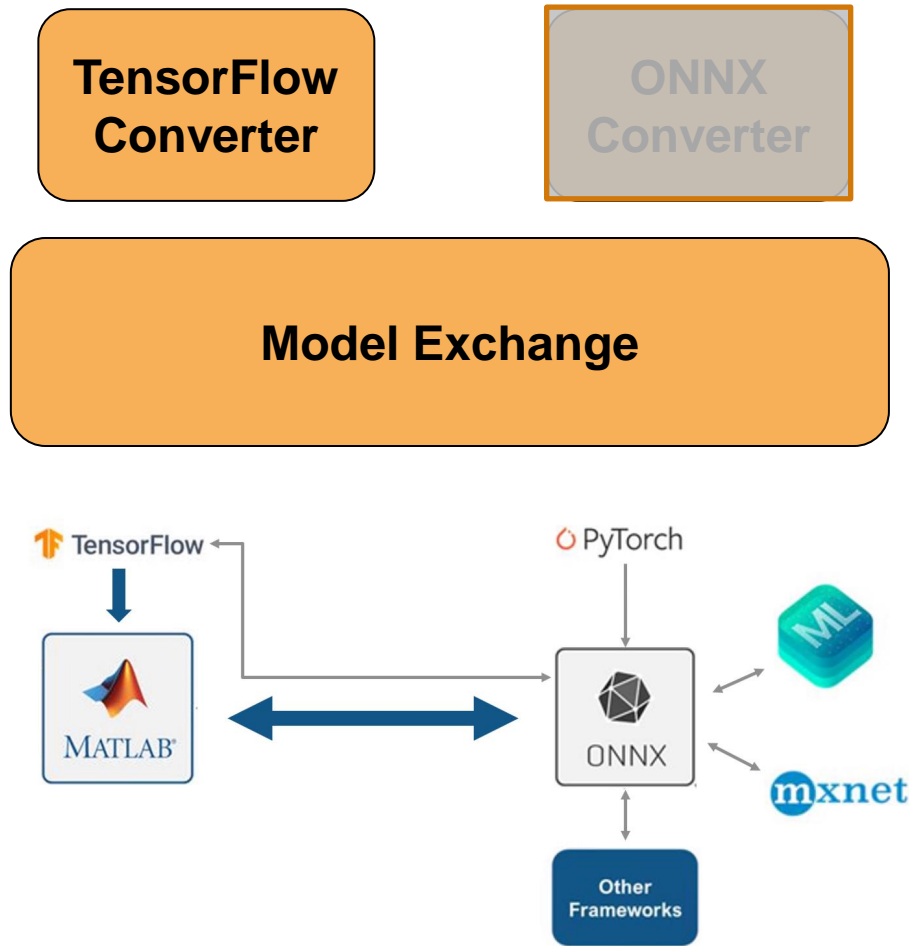 TensorFlow
Converter
ONNX
Converter
Model Exchange
TensorFlow
PyTorch
ML
MATLAB®
ONNX
mxnet
Other
Frameworks